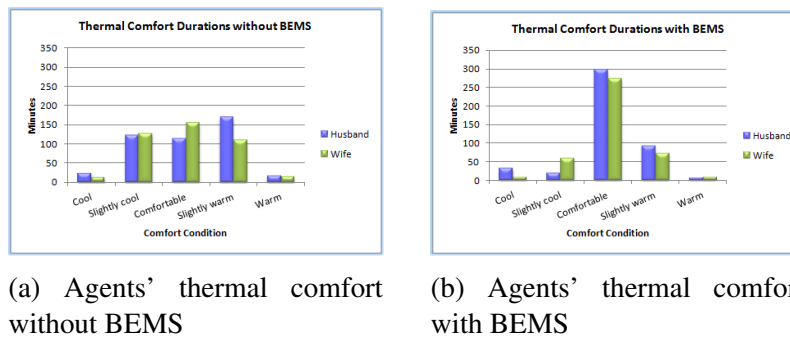 Thermal Comfort Durations without BEMS
350
300
250
200
150
100
50
0
Minutes
Cool
Slightly cool
Comfortable
Slightly warm
Warm
Comfort Condition
Husband
Wife
(a) Agents' thermal comfort
without BEMS
Thermal Comfort Durations with BEMS
350
300
250
200
150
100
50
0
Minutes
Cool
Slightly cool
Comfortable
Slightly warm
Warm
Comfort Condition
Husband
Wife
(b) Agents' thermal comfor
with BEMS